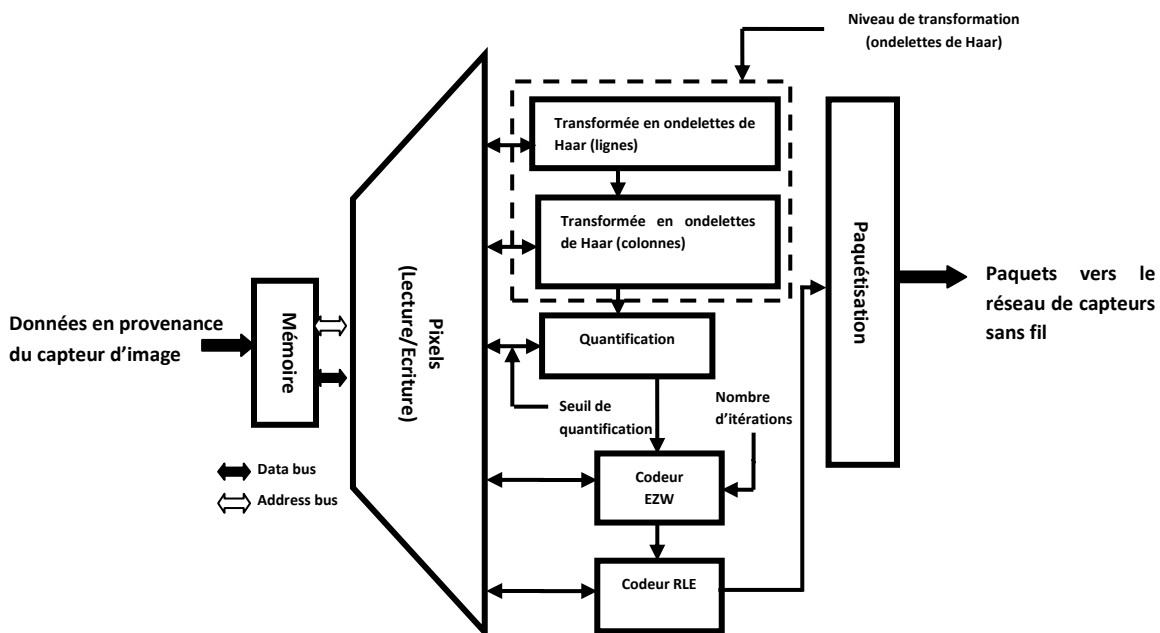 Niveau de transformation
(ondelettes de Haar)
Transformée en ondelettes de
Haar (lignes)
Transformée en ondelettes
de Haar (colonnes)
Paquétisation
Paquets vers le
réseau de capteurs
sans fil
Données en provenance
du capteur d'image
Mémoire
Pixels
(Lecture/Ecriture)
Quantification
Seuil de
quantification
Nombre
d'itérations
Data bus
Address bus
Codeur
EZW
Codeur RLE